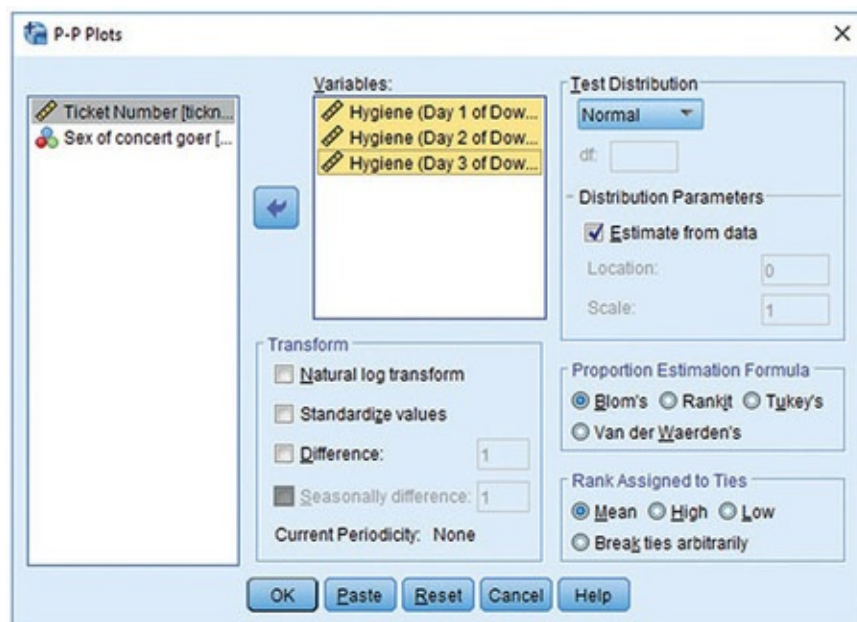 P-P Plots
Ticket Number [tickn...
Sex of concert goer [...
Variables:
Hygiene (Day 1 of Dow...
Hygiene (Day 2 of Dow...
Hygiene (Day 3 of Dow...
Test Distribution
Normal
df:
Distribution Parameters
Estimate from data
Location: 0
Scale: 1
Transform
Natural log transform
Standardize values
Difference: 1
Seasonally difference: 1
Current Periodicity: None
Proportion Estimation Formula
Blom's Rankit Tukey's
Van der Waerden's
Rank Assigned to Ties
Mean High Low
Break ties arbitrarily
OK Paste Reset Cancel Help